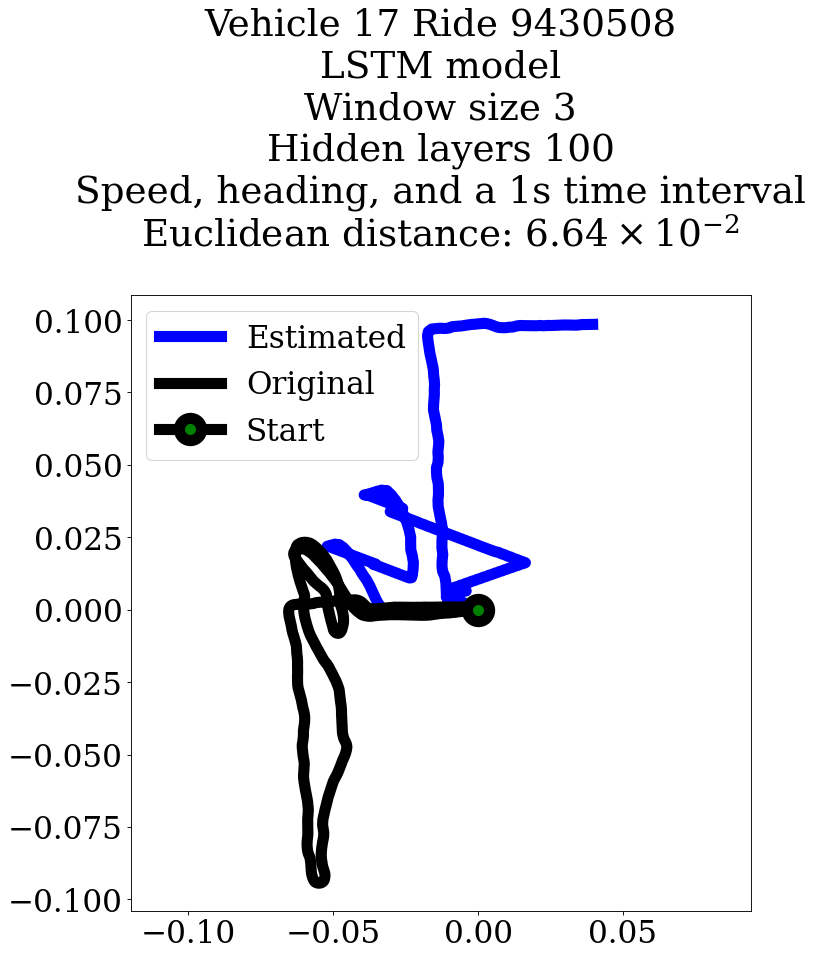 Vehicle 17 Ride 9430508
LSTM model
Window size 3
Hidden layers 100
Speed, heading, and a 1s time interval
Euclidean distance: 6.64 × 10⁻²
Estimated
Original
Start
0.100
0.075
0.050
0.025
0.000
−0.025
−0.050
−0.075
−0.100
−0.10 −0.05 0.00 0.05